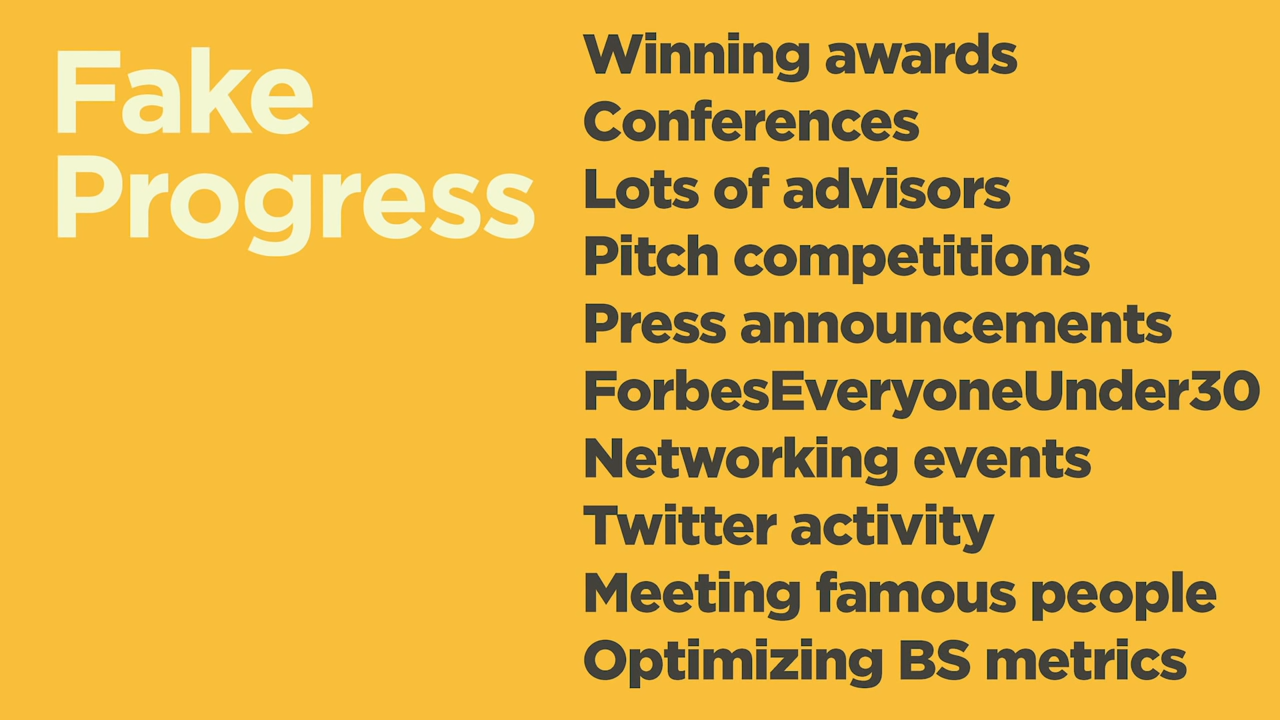 Fake
Progress
Winning awards
Conferences
Lots of advisors
Pitch competitions
Press announcements
ForbesEveryoneUnder30
Networking events
Twitter activity
Meeting famous people
Optimizing BS metrics